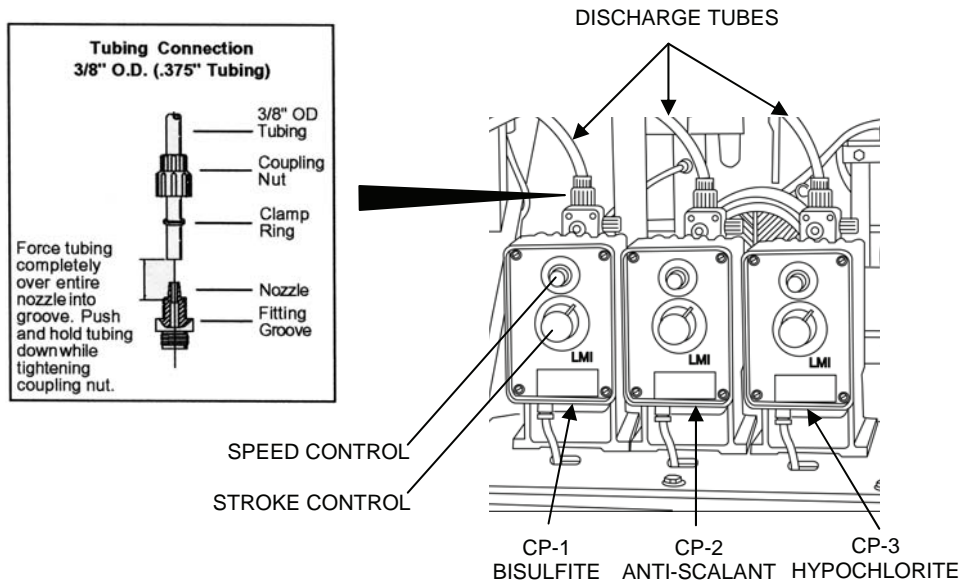 DISCHARGE TUBES
Tubing Connection
3/8" O.D. (.375" Tubing)
3/8" OD
Tubing
Coupling
Nut
Clamp
Ring
Force tubing
completely
over entire
nozzle into
groove. Push
and hold tubing
down while
tightening
coupling nut.
Nozzle
Fitting
Groove
LMI
LMI
LMI
SPEED CONTROL
STROKE CONTROL
CP-1
BISULFITE
CP-2
ANTI-SCALANT
CP-3
HYPOCHLORITE